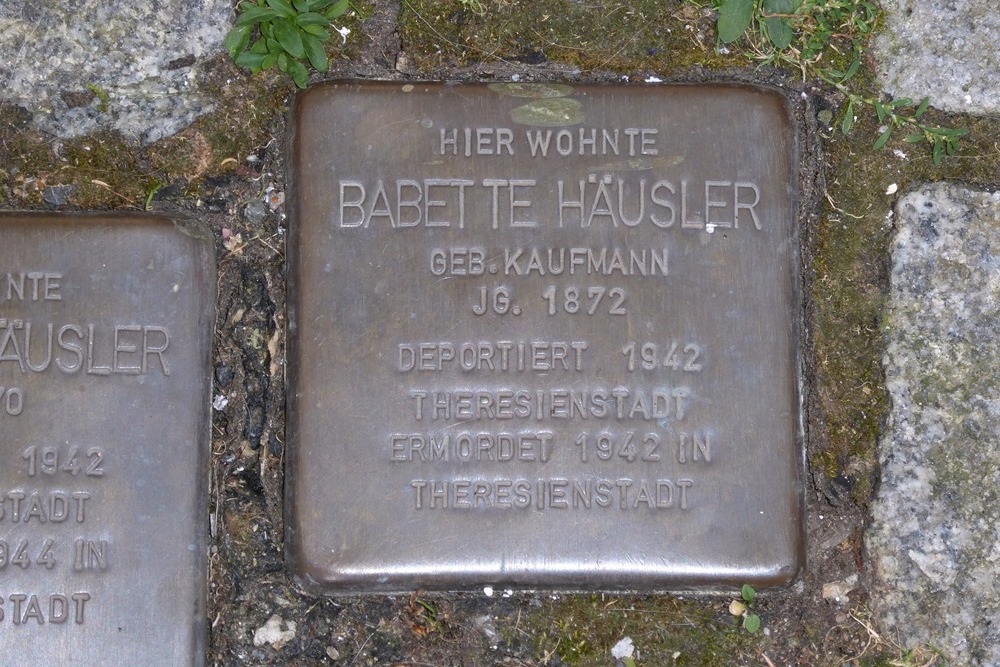 HIER WOHNTE
BABETTE HÄUSLER
GEB. KAUFMANN
JG. 1872
DEPORTIERT 1942
THERESIENSTADT
ERMORDET 1942 IN
THERESIENSTADT
NTE
ÄUSLER
1942
STADT
944 IN
STADT